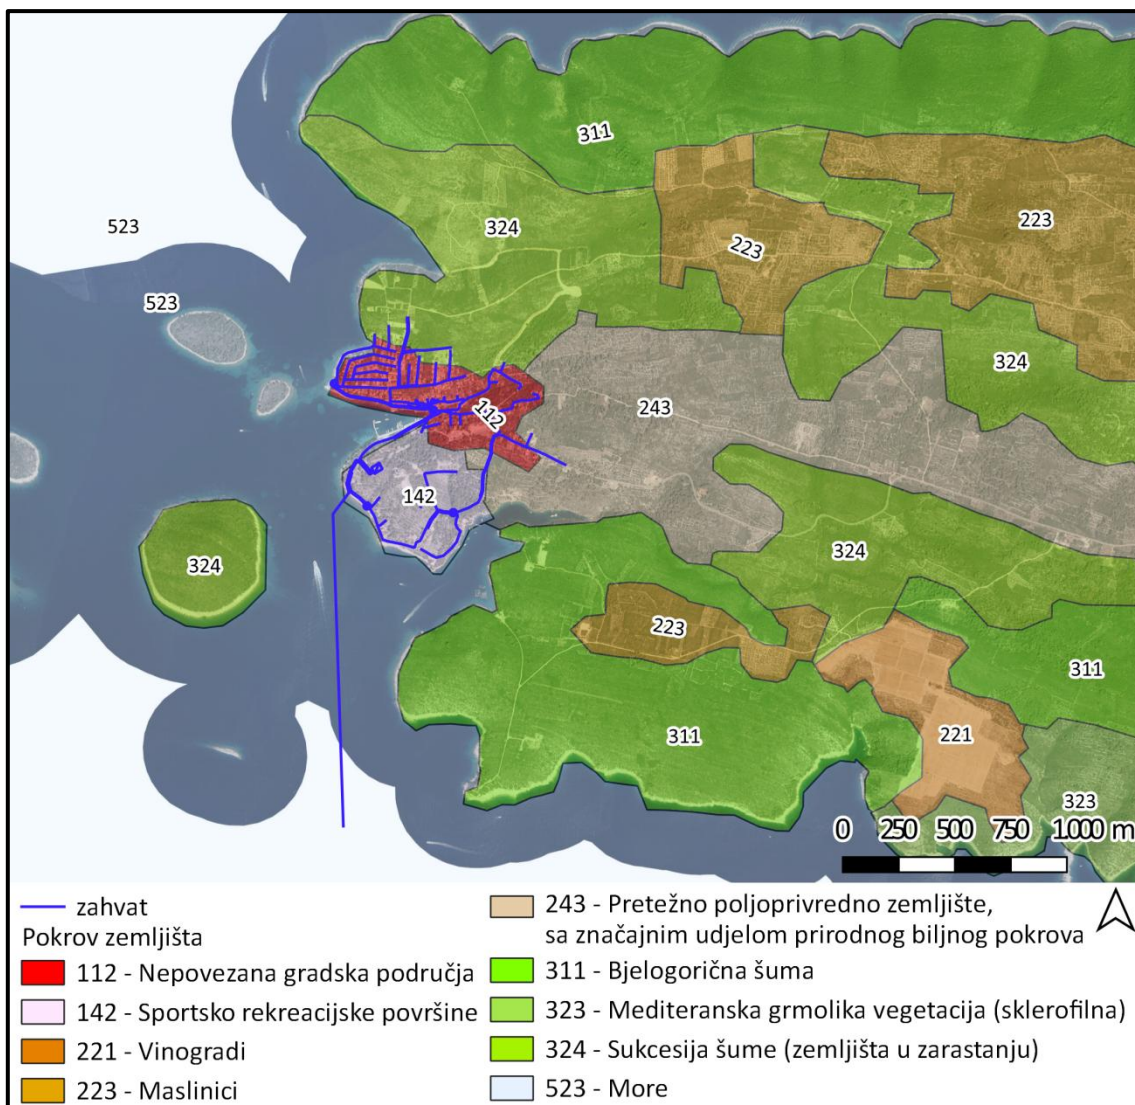 311
523
324
223
223
523
324
243
112
142
324
324
223
311
311
221
323
0 250 500 750 1000 m
zahvat
Pokrov zemljišta
112 - Nepovezana gradska područja
142 - Sportsko rekreacijske površine
221 - Vinogradi
223 - Maslinici
243 - Pretežno poljoprivredno zemljište,
sa značajnim udjelom prirodnog biljnog pokrova
311 - Bjelogorična šuma
323 - Mediteranska grmolika vegetacija (sklerofilna)
324 - Sukcesija šume (zemljišta u zarastanju)
523 - More